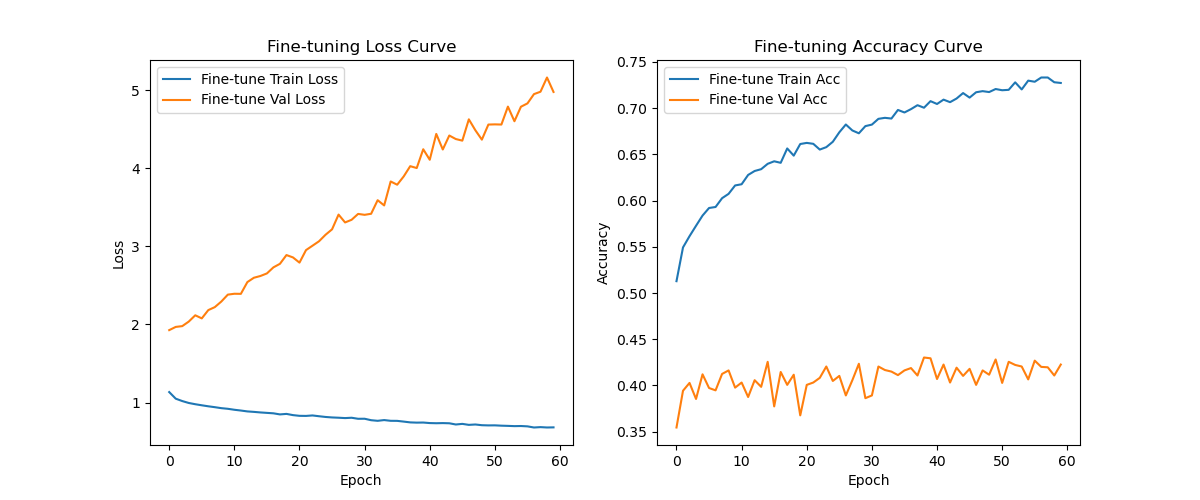 Fine-tuning Loss Curve
Fine-tune Train Loss
Fine-tune Val Loss
5
4
3
2
1
Loss
0 10 20 30 40 50 60
Epoch
Fine-tuning Accuracy Curve
Fine-tune Train Acc
Fine-tune Val Acc
0.75
0.70
0.65
0.60
0.55
0.50
0.45
0.40
0.35
Accuracy
0 10 20 30 40 50 60
Epoch